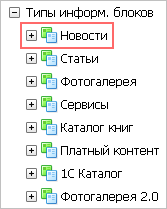 Типы информ. блоков
Новости
Статьи
Фотогалерея
Сервисы
Каталог книг
Платный контент
1С Каталог
Фотогалерея 2.0